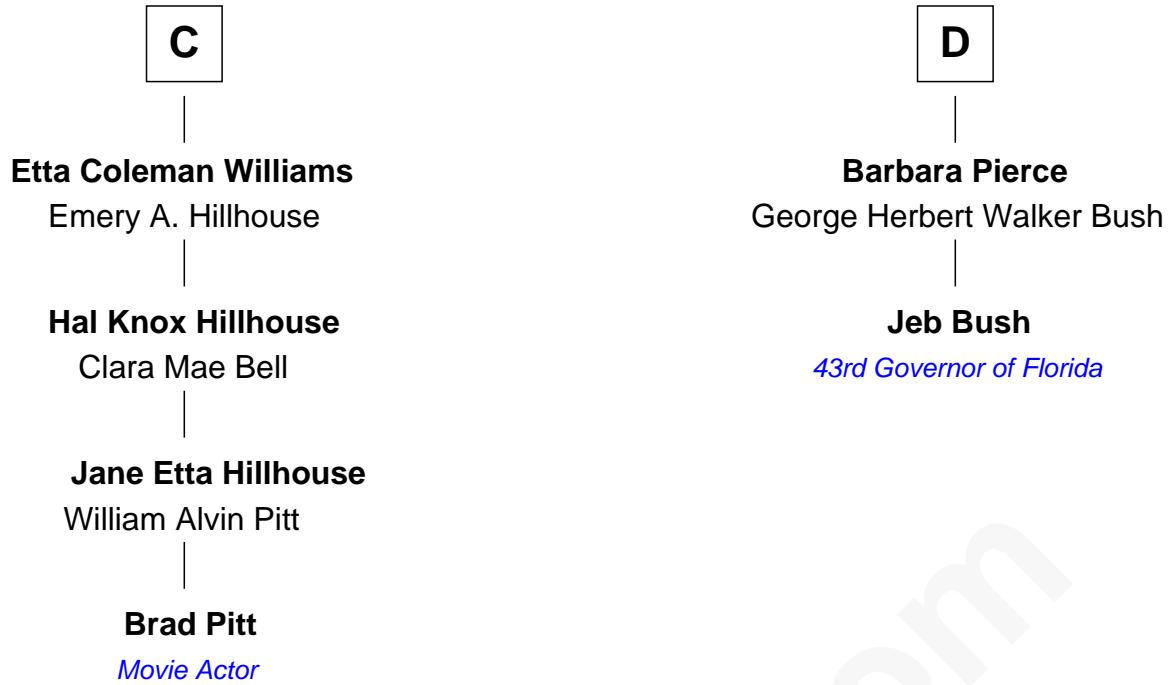 C
Etta Coleman Williams
Emery A. Hillhouse
Hal Knox Hillhouse
Clara Mae Bell
Jane Etta Hillhouse
William Alvin Pitt
Brad Pitt
Movie Actor
D
Barbara Pierce
George Herbert Walker Bush
Jeb Bush
43rd Governor of Florida
om